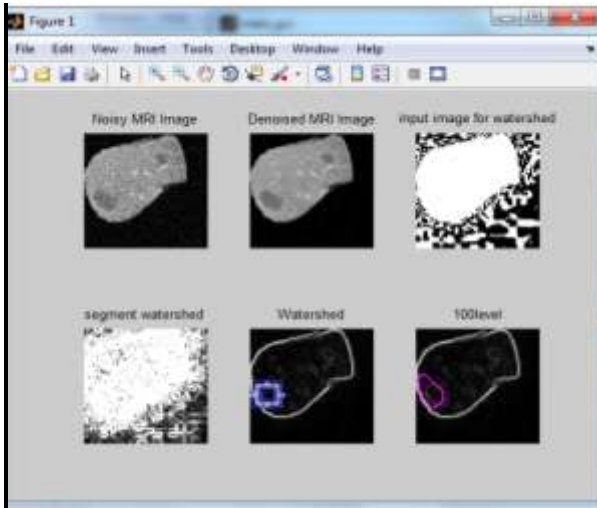 Figure 1
File Edit View Insert Tools Desktop Window Help
Noisy MRI Image
Denoised MRI Image
input image for watershed
segment watershed
Watershed
100level